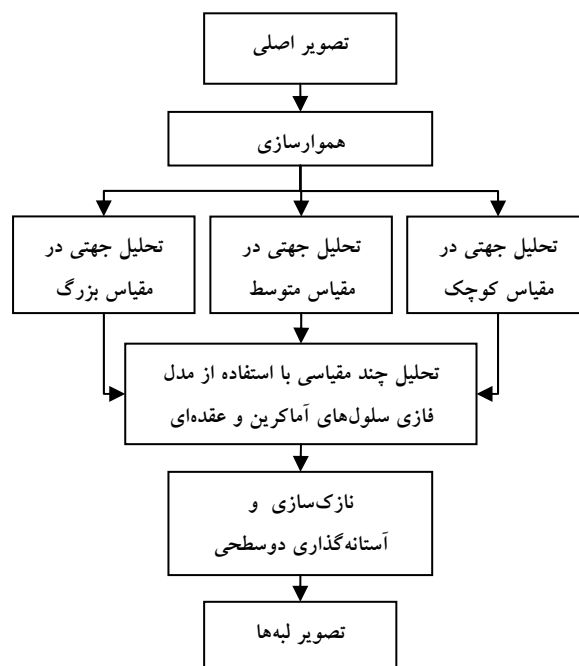 تصویر اصلی
هموارسازی
تحلیل جهتی در
مقیاس کوچک
تحلیل جهتی در
مقیاس متوسط
تحلیل جهتی در
مقیاس بزرگ
تحلیل چند مقیاسی با استفاده از مدل
فازی سلول‌های آماکرین و عقده‌ای
نازک‌سازی و
آستانه‌گذاری دوسطحی
تصویر لبه‌ها